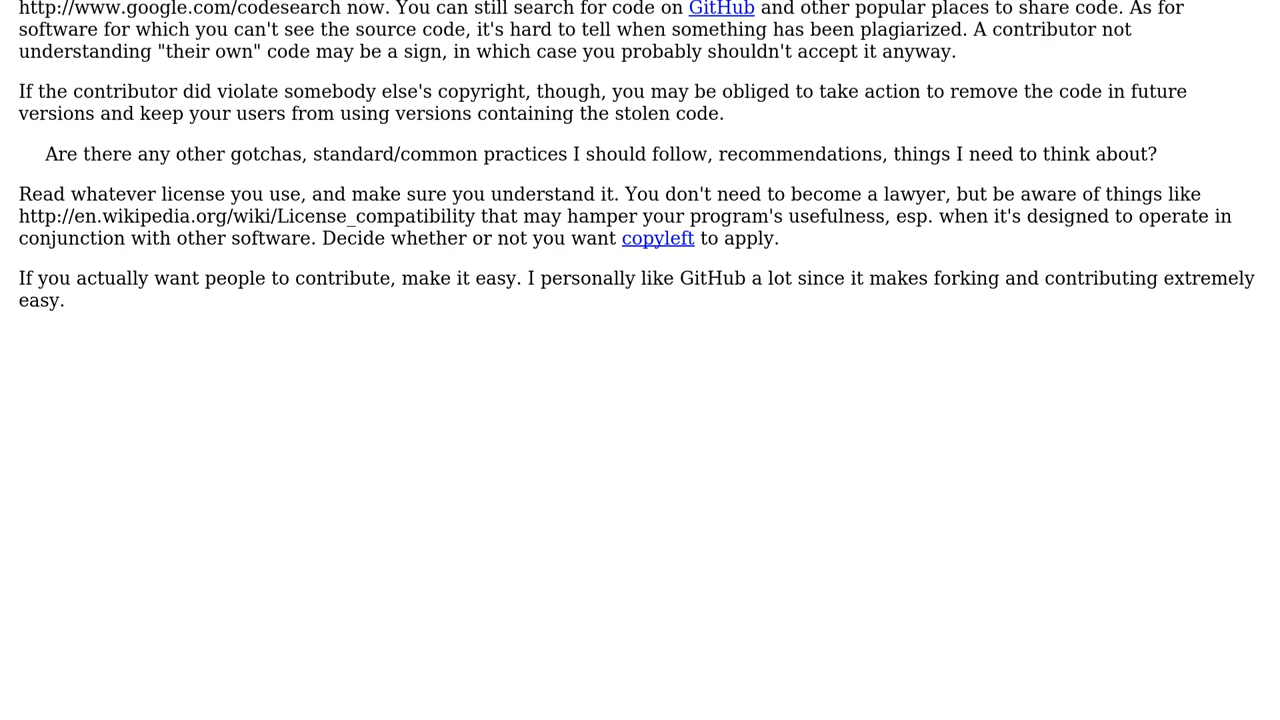 http://www.google.com/codesearch now. You can still search for code on GitHub and other popular places to share code. As for
software for which you can't see the source code, it's hard to tell when something has been plagiarized. A contributor not
understanding "their own" code may be a sign, in which case you probably shouldn't accept it anyway.
If the contributor did violate somebody else's copyright, though, you may be obliged to take action to remove the code in future
versions and keep your users from using versions containing the stolen code.
Are there any other gotchas, standard/common practices I should follow, recommendations, things I need to think about?
Read whatever license you use, and make sure you understand it. You don't need to become a lawyer, but be aware of things like
http://en.wikipedia.org/wiki/License_compatibility that may hamper your program's usefulness, esp. when it's designed to operate in
conjunction with other software. Decide whether or not you want copyleft to apply.
If you actually want people to contribute, make it easy. I personally like GitHub a lot since it makes forking and contributing extremely
easy.